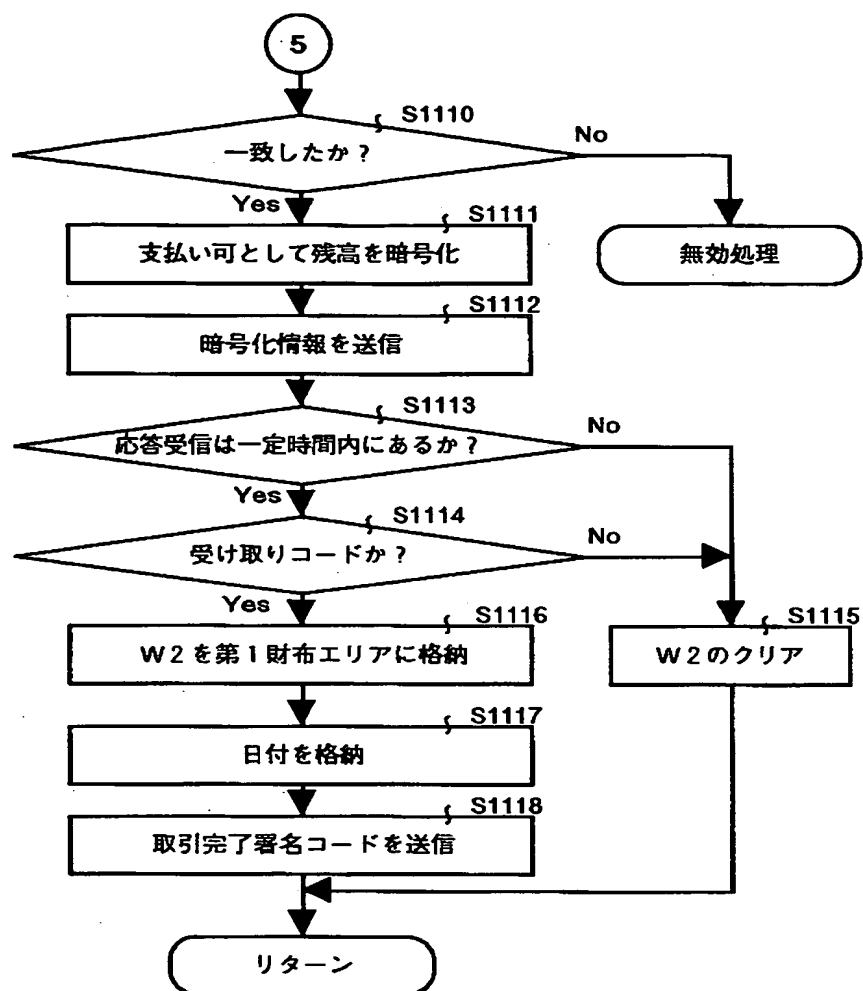 5
S1110
一致したか?
No
Yes
S1111
支払い可として残高を暗号化
無効処理
S1112
暗号化情報を送信
S1113
応答受信は一定時間内にあるか?
No
Yes
S1114
受け取りコードか?
No
Yes
S1116
W2を第1財布エリアに格納
S1115
W2のクリア
S1117
日付を格納
S1118
取引完了署名コードを送信
リターン